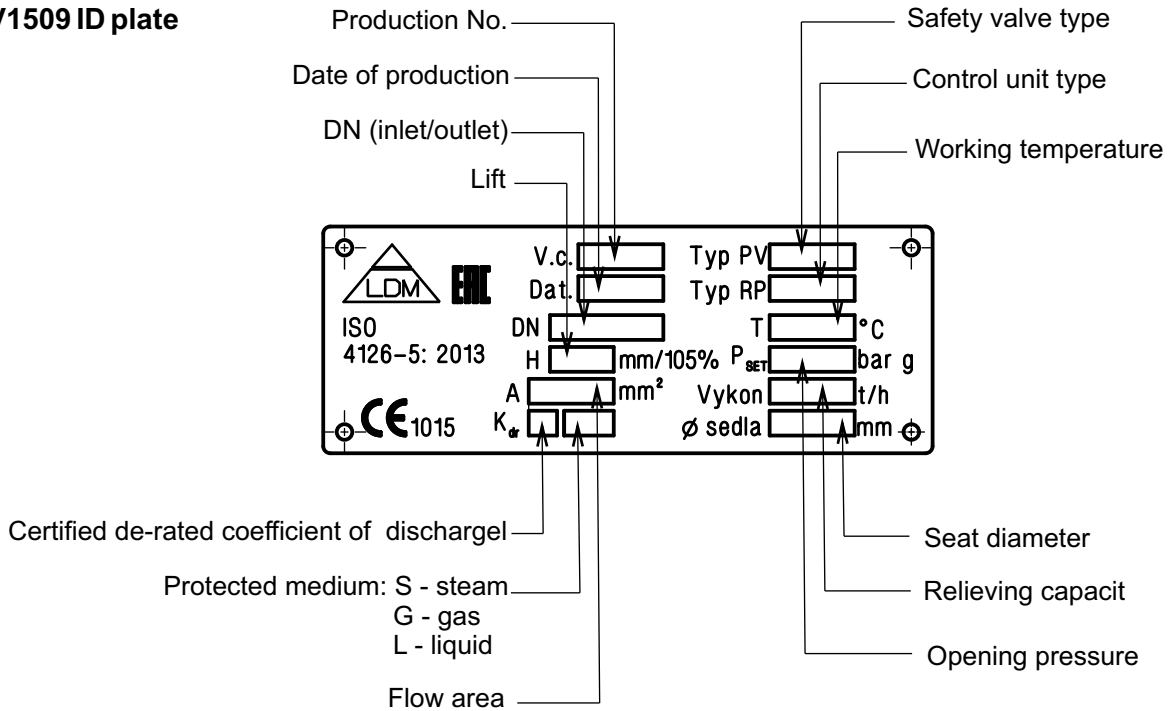 V1509 ID plate
Production No.
Safety valve type
Date of production
Control unit type
DN (inlet/outlet)
Working temperature
Lift
LDM
EAC
V.c.
Typ PV
Dat.
Typ RP
ISO
4126-5: 2013
DN
T °C
H mm/105%
P SET bar g
A mm²
Vykon t/h
CE 1015
K dr
ø sedla mm
Certified de-rated coefficient of dischargel
Seat diameter
Protected medium: S - steam
G - gas
L - liquid
Relieving capacit
Opening pressure
Flow area